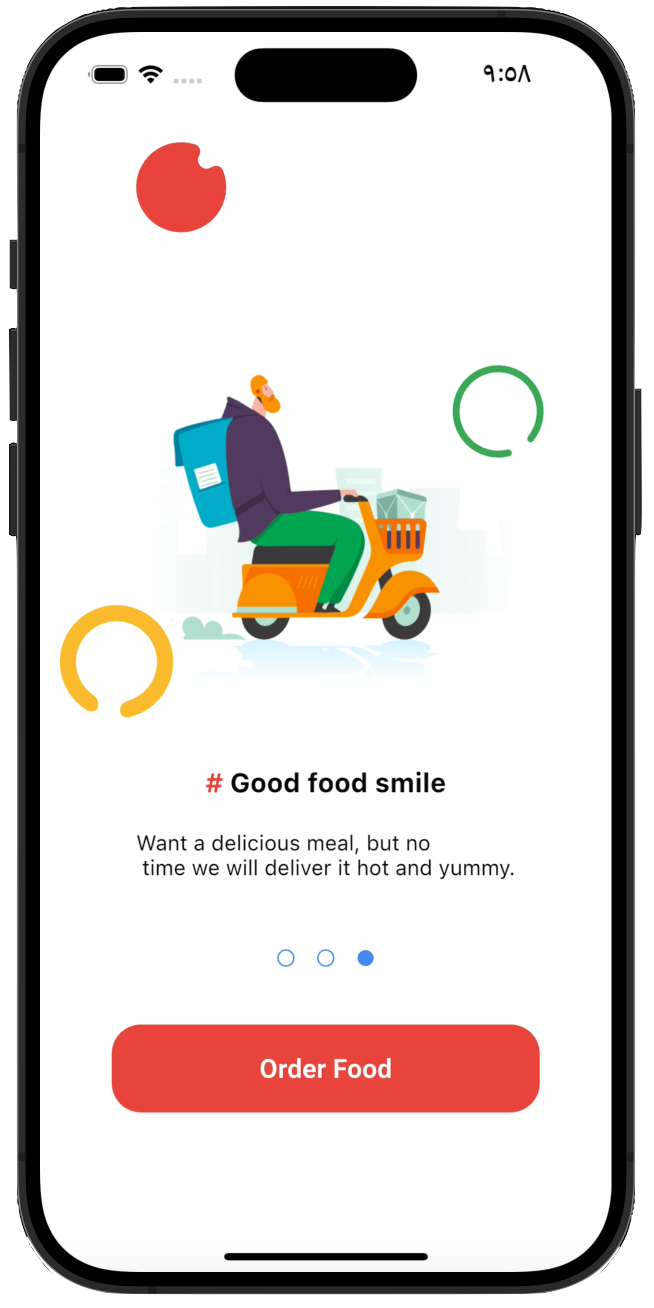 ٩:٥٨
# Good food smile
Want a delicious meal, but no
time we will deliver it hot and yummy.
Order Food